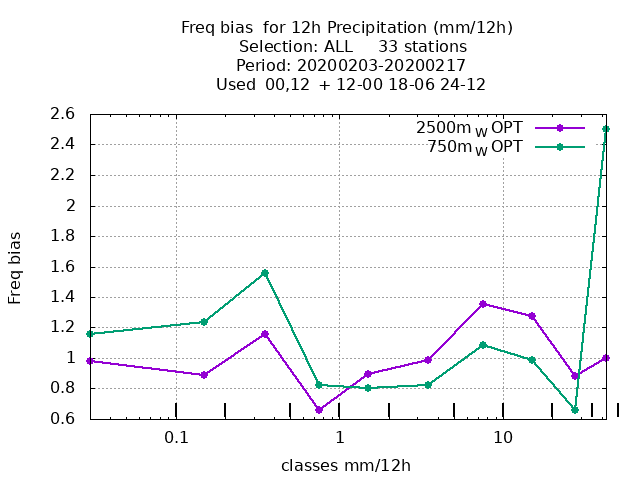 Freq bias  for 12h Precipitation (mm/12h)
Selection: ALL     33 stations
Period: 20200203-20200217
Used  00,12  + 12-00 18-06 24-12
2500m W OPT
750m W OPT
2.6
2.4
2.2
2
1.8
1.6
1.4
1.2
1
0.8
0.6
Freq bias
0.1 1 10
classes mm/12h